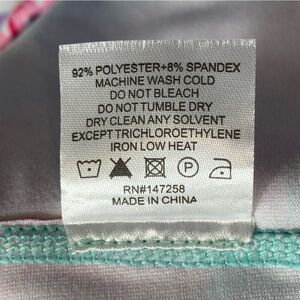 92% POLYESTER+8% SPANDEX
MACHINE WASH COLD
DO NOT BLEACH
DO NOT TUMBLE DRY
DRY CLEAN ANY SOLVENT
EXCEPT TRICHLOROETHYLENE
IRON LOW HEAT
P
RN#147258
MADE IN CHINA